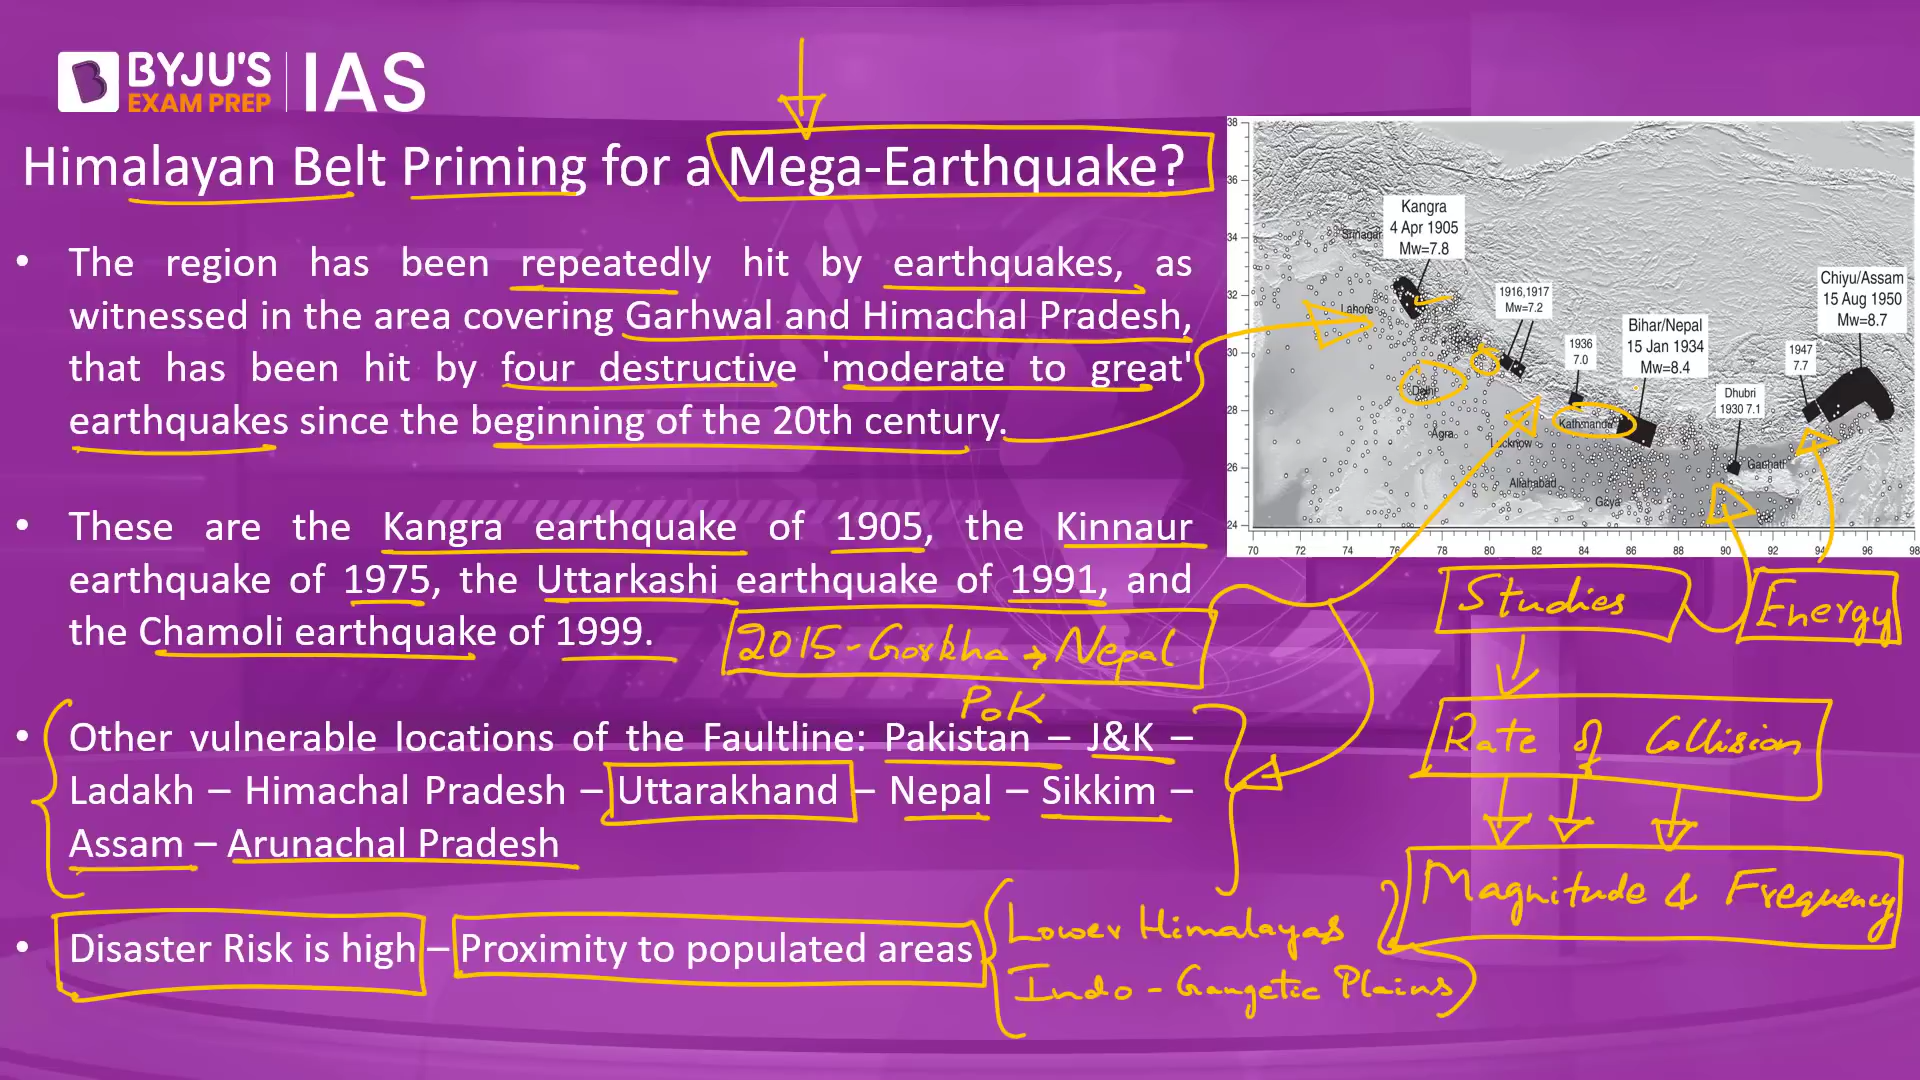 BYJU'S
EXAM PREP
IAS
Himalayan Belt Priming for a Mega-Earthquake?
• The region has been repeatedly hit by earthquakes, as
witnessed in the area covering Garhwal and Himachal Pradesh,
that has been hit by four destructive 'moderate to great'
earthquakes since the beginning of the 20th century.
• These are the Kangra earthquake of 1905, the Kinnaur
earthquake of 1975, the Uttarkashi earthquake of 1991, and
the Chamoli earthquake of 1999.
2015 - Gorkha → Nepal
PoK
• Other vulnerable locations of the Faultline: Pakistan – J&K –
Ladakh – Himachal Pradesh – Uttarakhand – Nepal – Sikkim –
Assam – Arunachal Pradesh
• Disaster Risk is high – Proximity to populated areas
Lower Himalayas
Indo - Gangetic Plains
38
36
34
32
30
28
26
24
70 72 74 76 78 80 82 84 86 88 90 92 94 96 98
Kangra
4 Apr 1905
Mw=7.8
Srinagar
Lahore
1916,1917
Mw=7.2
Chiyu/Assam
15 Aug 1950
Mw=8.7
Bihar/Nepal
15 Jan 1934
Mw=8.4
1936
7.0
1947
7.7
Dhubri
1930 7.1
Delhi
Agra
Lucknow
Kathmandu
Allahabad
Gaya
Gauhati
Studies
Energy
Rate of Collision
Magnitude & Frequency